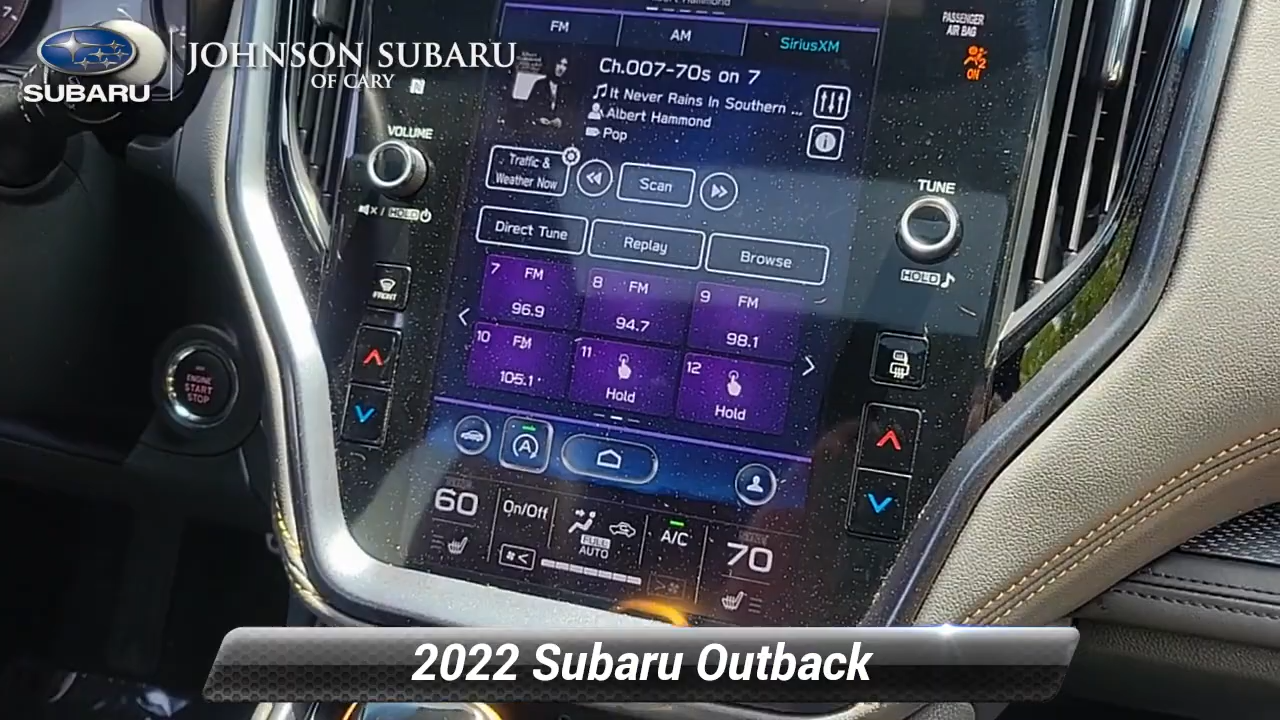 SUBARU
JOHNSON SUBARU
OF CARY
FM
AM
SiriusXM
PASSENGER
AIR BAG
ON
Ch.007-70s on 7
It Never Rains In Southern ...
Albert Hammond
Pop
VOLUME
HOLD
Traffic &
Weather Now
Scan
TUNE
HOLD
Direct Tune
Replay
Browse
7 FM
96.9
8 FM
94.7
9 FM
98.1
10 FM
105.1
11
Hold
12
Hold
FRONT
ENGINE
START
STOP
A
60
On/Off
FULL
AUTO
A/C
70
2022 Subaru Outback